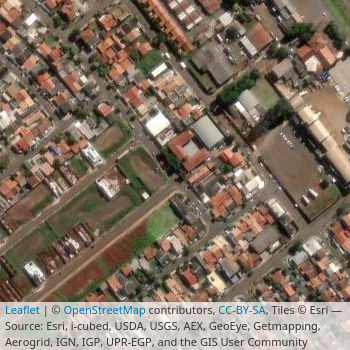 Leaflet | © OpenStreetMap contributors, CC-BY-SA, Tiles © Esri —
Source: Esri, i-cubed, USDA, USGS, AEX, GeoEye, Getmapping,
Aerogrid, IGN, IGP, UPR-EGP, and the GIS User Community